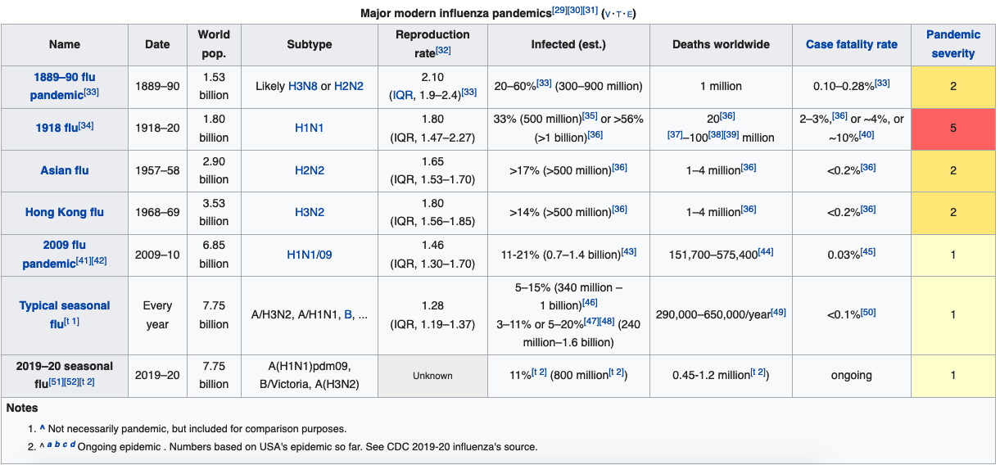 Major modern influenza pandemics[29][30][31] (V·T·E)
Name Date World pop. Subtype Reproduction rate[32] Infected (est.) Deaths worldwide Case fatality rate Pandemic severity
1889–90 flu pandemic[33] 1889–90 1.53 billion Likely H3N8 or H2N2 2.10 (IQR, 1.9–2.4)[33] 20–60%[33] (300–900 million) 1 million 0.10–0.28%[33] 2
1918 flu[34] 1918–20 1.80 billion H1N1 1.80 (IQR, 1.47–2.27) 33% (500 million)[35] or >56% (>1 billion)[36] 20[36][37]–100[38][39] million 2–3%,[36] or ~4%, or ~10%[40] 5
Asian flu 1957–58 2.90 billion H2N2 1.65 (IQR, 1.53–1.70) >17% (>500 million)[36] 1–4 million[36] <0.2%[36] 2
Hong Kong flu 1968–69 3.53 billion H3N2 1.80 (IQR, 1.56–1.85) >14% (>500 million)[36] 1–4 million[36] <0.2%[36] 2
2009 flu pandemic[41][42] 2009–10 6.85 billion H1N1/09 1.46 (IQR, 1.30–1.70) 11-21% (0.7–1.4 billion)[43] 151,700–575,400[44] 0.03%[45] 1
Typical seasonal flu[t 1] Every year 7.75 billion A/H3N2, A/H1N1, B, ... 1.28 (IQR, 1.19–1.37) 5–15% (340 million – 1 billion)[46] 3–11% or 5–20%[47][48] (240 million–1.6 billion) 290,000–650,000/year[49] <0.1%[50] 1
2019–20 seasonal flu[51][52][t 2] 2019–20 7.75 billion A(H1N1)pdm09, B/Victoria, A(H3N2) Unknown 11%[t 2] (800 million[t 2]) 0.45-1.2 million[t 2]) ongoing 1
Notes
1. ^ Not necessarily pandemic, but included for comparison purposes.
2. ^ a b c d Ongoing epidemic . Numbers based on USA's epidemic so far. See CDC 2019-20 influenza's source.